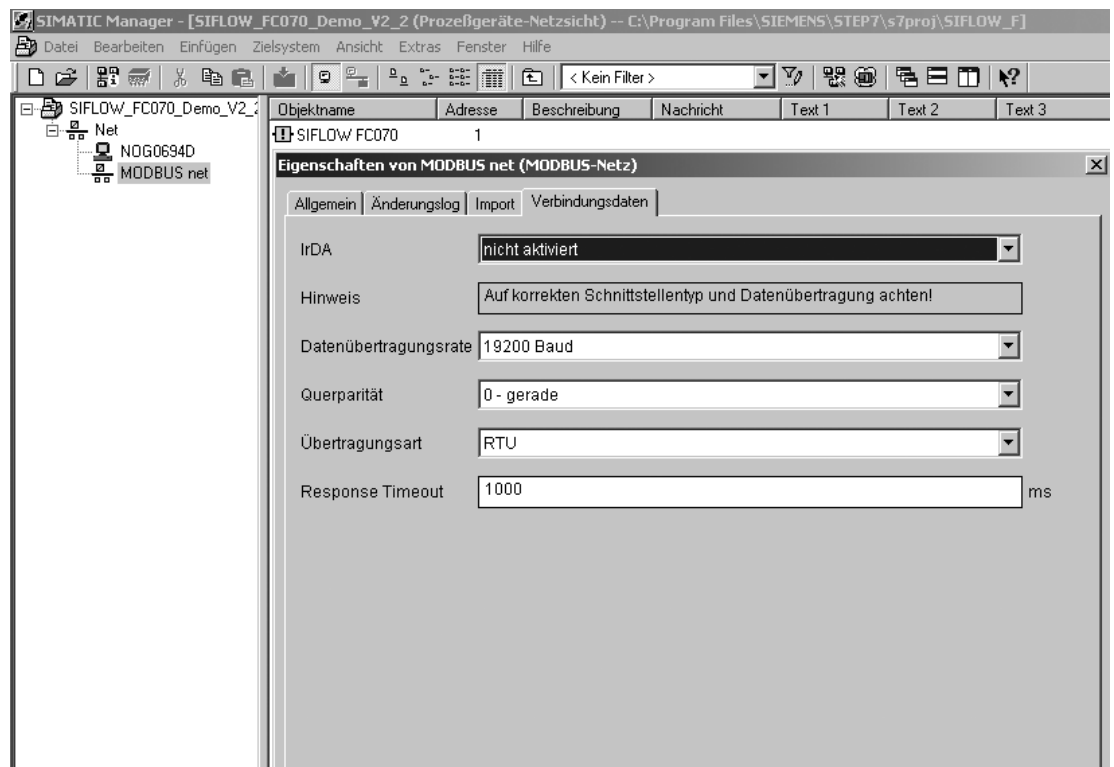 SIMATIC Manager - [SIFLOW_FC070_Demo_V2_2 (Prozeßgeräte-Netzsicht) -- C:\Program Files\SIEMENS\STEP7\s7proj\SIFLOW_F]
Datei Bearbeiten Einfügen Zielsystem Ansicht Extras Fenster Hilfe
< Kein Filter >
SIFLOW_FC070_Demo_V2_2
Net
NOG0694D
MODBUS net
Objektname Adresse Beschreibung Nachricht Text 1 Text 2 Text 3
SIFLOW FC070 1
Eigenschaften von MODBUS net (MODBUS-Netz)
Allgemein Änderungslog Import Verbindungsdaten
IrDA nicht aktiviert
Hinweis Auf korrekten Schnittstellentyp und Datenübertragung achten!
Datenübertragungsrate 19200 Baud
Querparität 0 - gerade
Übertragungsart RTU
Response Timeout 1000 ms